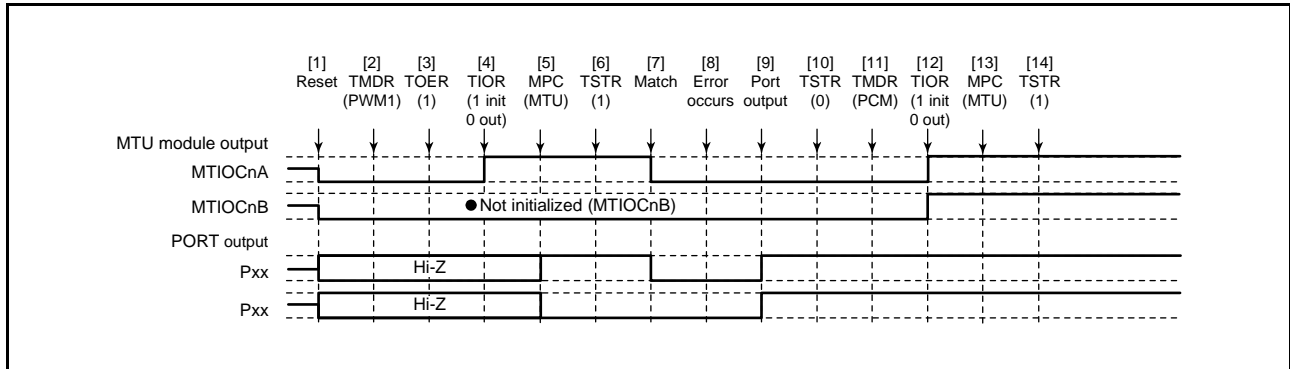 [1] [2] [3] [4] [5] [6] [7] [8] [9] [10] [11] [12] [13] [14]
Reset TMDR TOER TIOR MPC TSTR Match Error Port TSTR TMDR TIOR MPC TSTR
(PWM1) (1) (1 init (MTU) (1) occurs output (0) (PCM) (1 init (MTU) (1)
0 out) 0 out)
MTU module output
MTIOCnA
MTIOCnB ●Not initialized (MTIOCnB)
PORT output
Pxx Hi-Z
Pxx Hi-Z